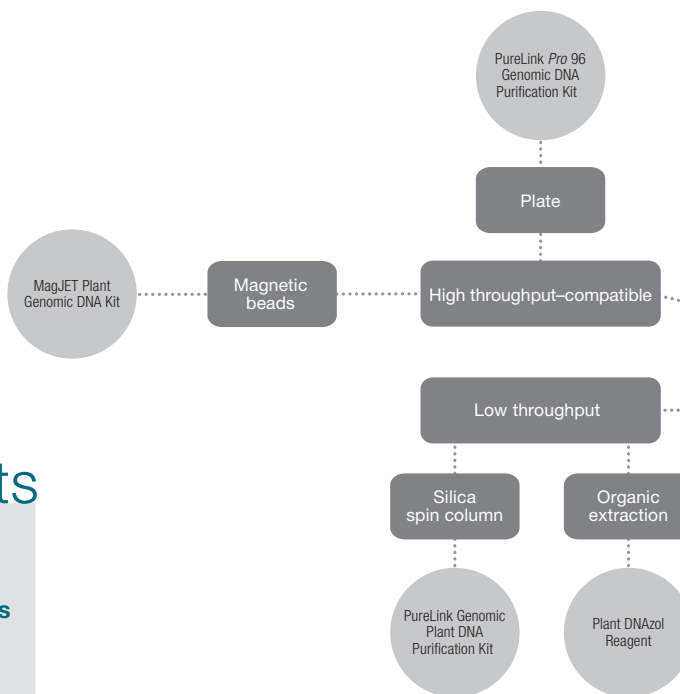 PureLink Pro 96
Genomic DNA
Purification Kit
Plate
MagJET Plant
Genomic DNA Kit
Magnetic
beads
High throughput–compatible
Low throughput
ts
Silica
spin column
Organic
extraction
s
PureLink Genomic
Plant DNA
Purification Kit
Plant DNAzol
Reagent